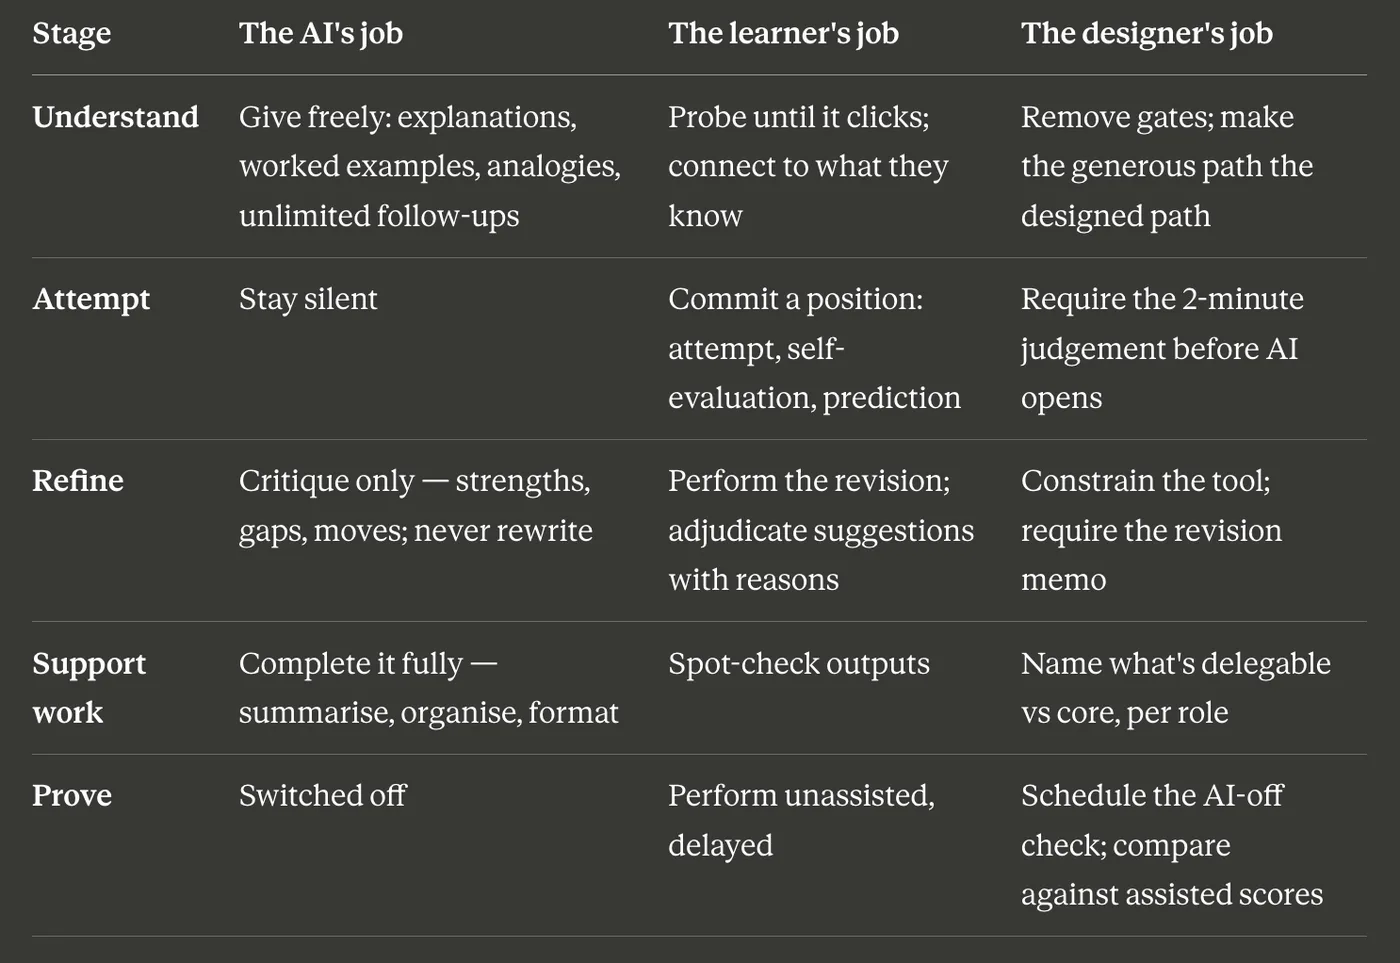 Stage The AI's job The learner's job The designer's job
Understand Give freely: explanations, Probe until it clicks; Remove gates; make
worked examples, analogies, connect to what they the generous path the
unlimited follow-ups know designed path
Attempt Stay silent Commit a position: Require the 2-minute
attempt, self- judgement before AI
evaluation, prediction opens
Refine Critique only — strengths, Perform the revision; Constrain the tool;
gaps, moves; never rewrite adjudicate suggestions require the revision
with reasons memo
Support Complete it fully — Spot-check outputs Name what's delegable
work summarise, organise, format vs core, per role
Prove Switched off Perform unassisted, Schedule the AI-off
delayed check; compare
against assisted scores